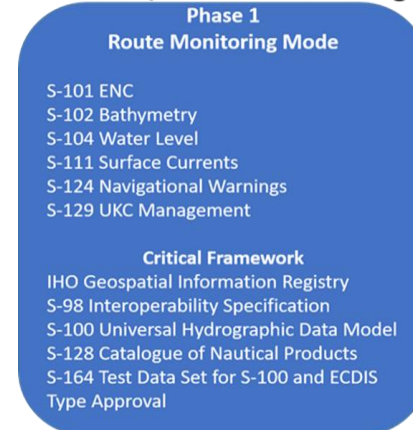 Phase 1
Route Monitoring Mode
S-101 ENC
S-102 Bathymetry
S-104 Water Level
S-111 Surface Currents
S-124 Navigational Warnings
S-129 UKC Management
Critical Framework
IHO Geospatial Information Registry
S-98 Interoperability Specification
S-100 Universal Hydrographic Data Model
S-128 Catalogue of Nautical Products
S-164 Test Data Set for S-100 and ECDIS
Type Approval